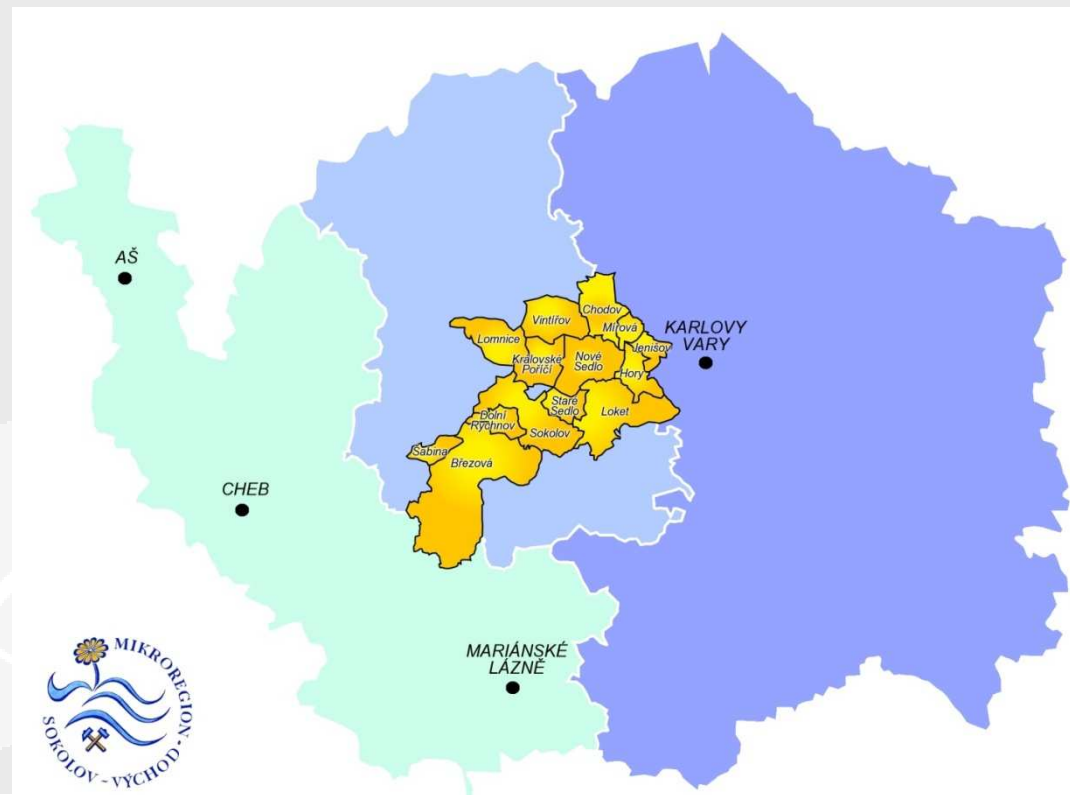 AŠ
CHEB
MARIÁNSKÉ
LÁZNĚ
KARLOVY
VARY
Chodov
Vintířov
Mírová
Lomnice
Jenišov
Královské
Poříčí
Nové
Sedlo
Hory
Staré
Sedlo
Loket
Dolní
Rychnov
Sokolov
Šabina
Březová
MIKROREGION -
SOKOLOV - VÝCHOD